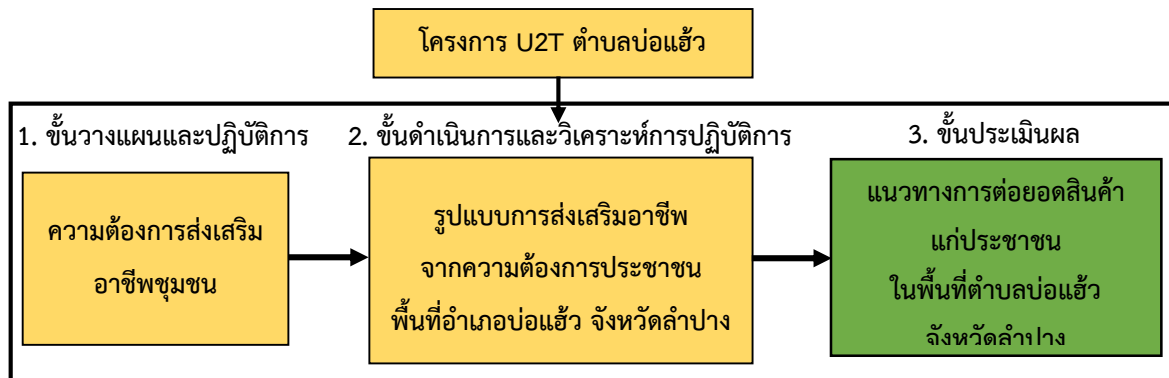 โครงการ U2T ตำบลบ่อแฮ้ว
1. ขั้นวางแผนและปฏิบัติการ
ความต้องการส่งเสริม
อาชีพชุมชน
2. ขั้นดำเนินการและวิเคราะห์การปฏิบัติการ
รูปแบบการส่งเสริมอาชีพ
จากความต้องการประชาชน
พื้นที่อำเภอบ่อแฮ้ว จังหวัดลำปาง
3. ขั้นประเมินผล
แนวทางการต่อยอดสินค้า
แก่ประชาชน
ในพื้นที่ตำบลบ่อแฮ้ว
จังหวัดลำปาง